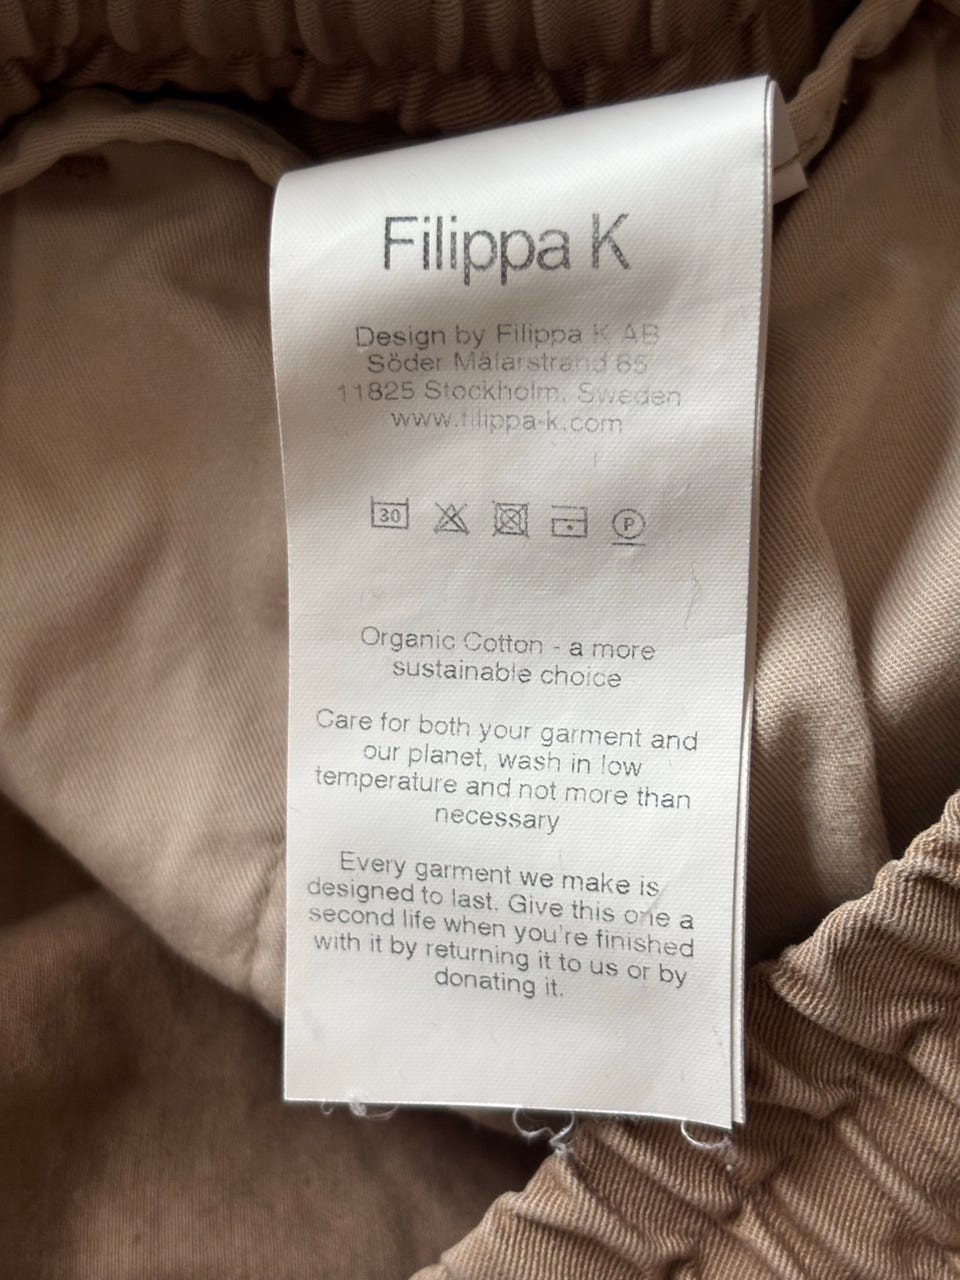 Filippa K
Design by Filippa K AB
Söder Mälarstrand 65
11825 Stockholm, Sweden
www.filippa-k.com
30
P
Organic Cotton - a more
sustainable choice
Care for both your garment and
our planet, wash in low
temperature and not more than
necessary
Every garment we make is
designed to last. Give this one a
second life when you're finished
with it by returning it to us or by
donating it.